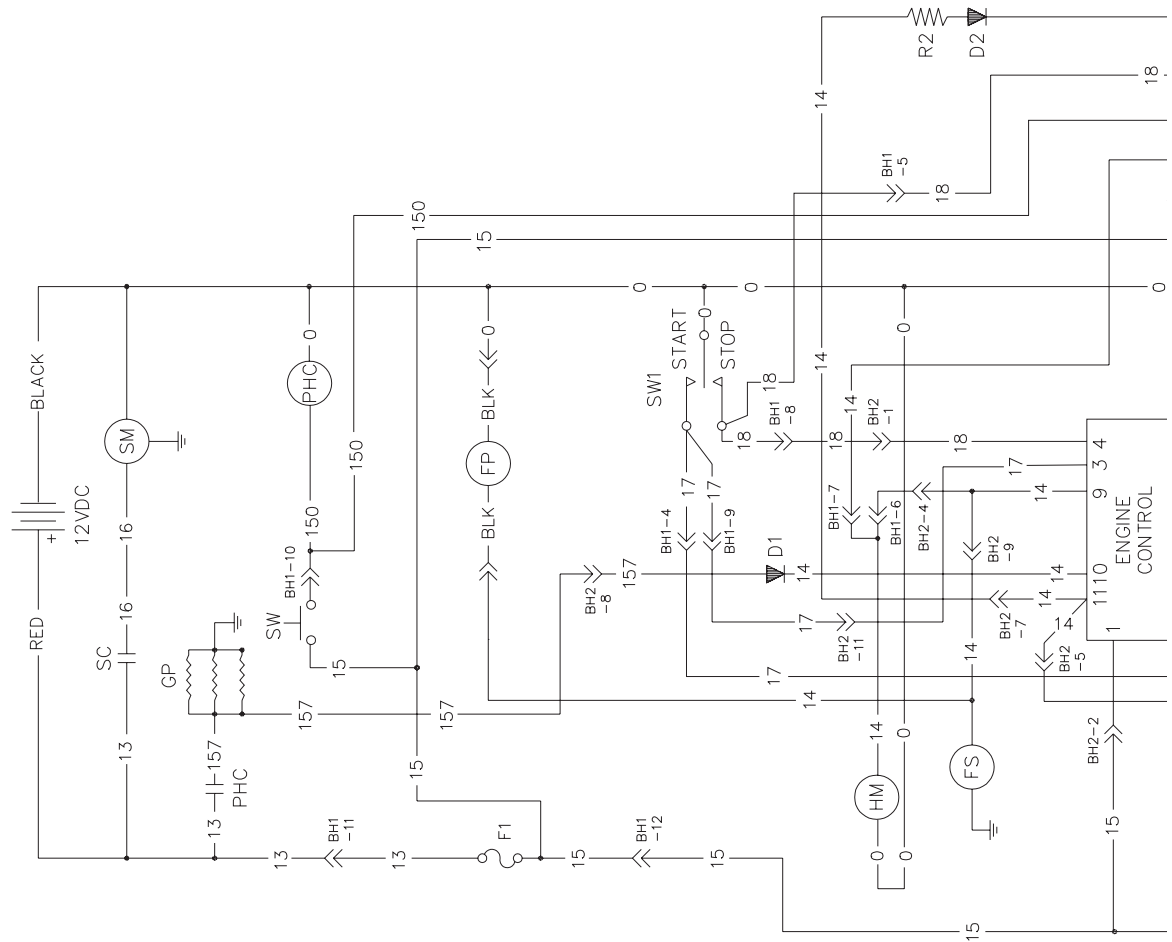 R2
D2
14
18
BLACK
RED
12VDC
+
SM
16
16
SC
13
GP
PHC
0
150
150
150
BH1-10
SW
15
15
BH1
-5
18
157
157
13
157
PHC
FP
BLK
BLK
0
0
0
0
START
STOP
SW1
18
BH1
-8
18
18
BH2
-1
18
14
14
BH1-7
BH1-6
BH2-4
14
17
17
BH1-4
BH1-9
17
4
3
9
10
11
1
ENGINE
CONTROL
D1
14
14
BH2
-8
157
BH2
-9
14
BH2
-7
14
BH2
-5
17
BH2
-11
17
14
14
14
0
0
0
0
0
HM
FS
13
BH1
-11
13
F1
15
15
BH1
-12
15
BH2-2
15
15